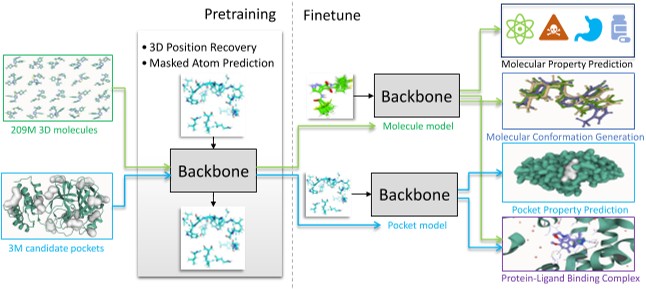 Pretraining
Finetune
• 3D Position Recovery
• Masked Atom Prediction
209M 3D molecules
3M candidate pockets
Backbone
Backbone
Molecule model
Backbone
Pocket model
Molecular Property Prediction
Molecular Conformation Generation
Pocket Property Prediction
Protein-Ligand Binding Complex